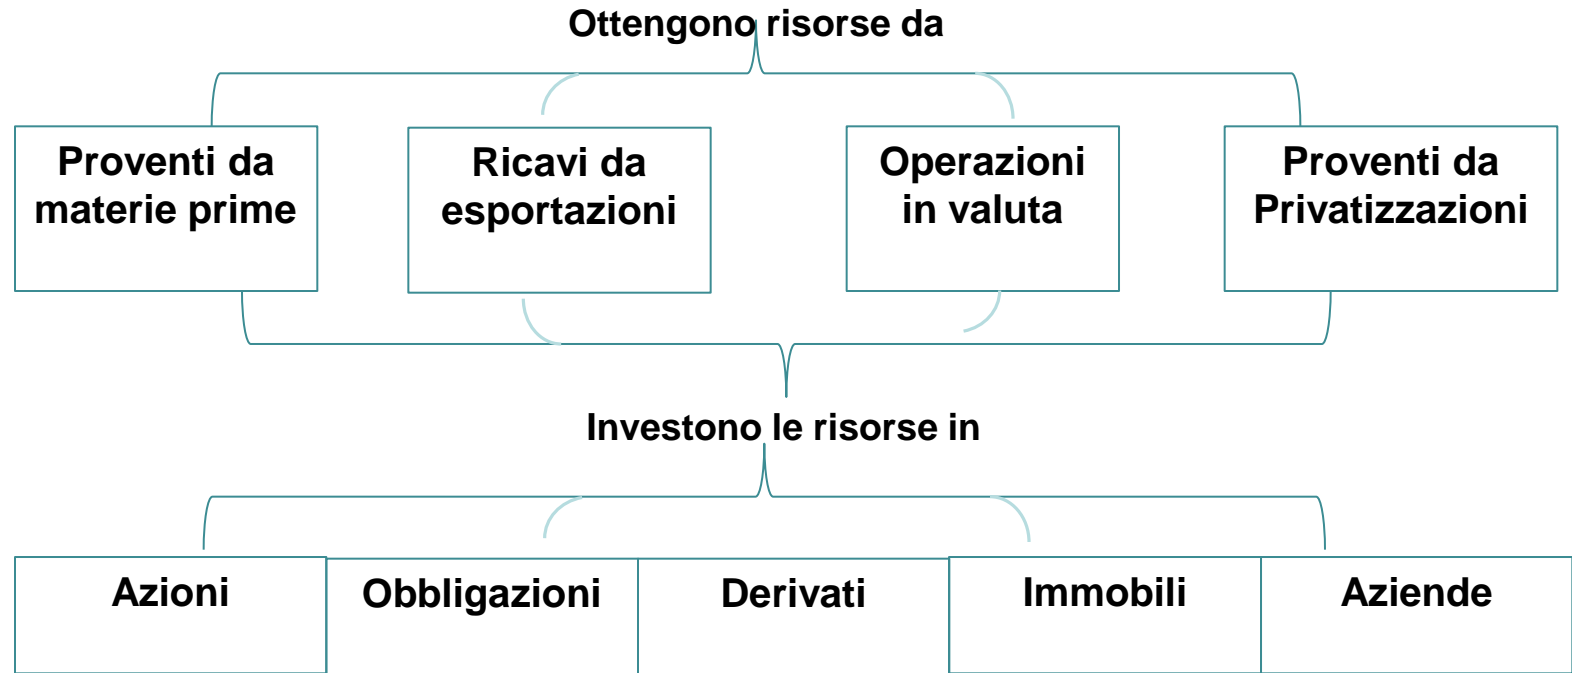 Ottengono risorse da
Proventi da
materie prime
Ricavi da
esportazioni
Operazioni
in valuta
Proventi da
Privatizzazioni
Investono le risorse in
Azioni
Obbligazioni
Derivati
Immobili
Aziende